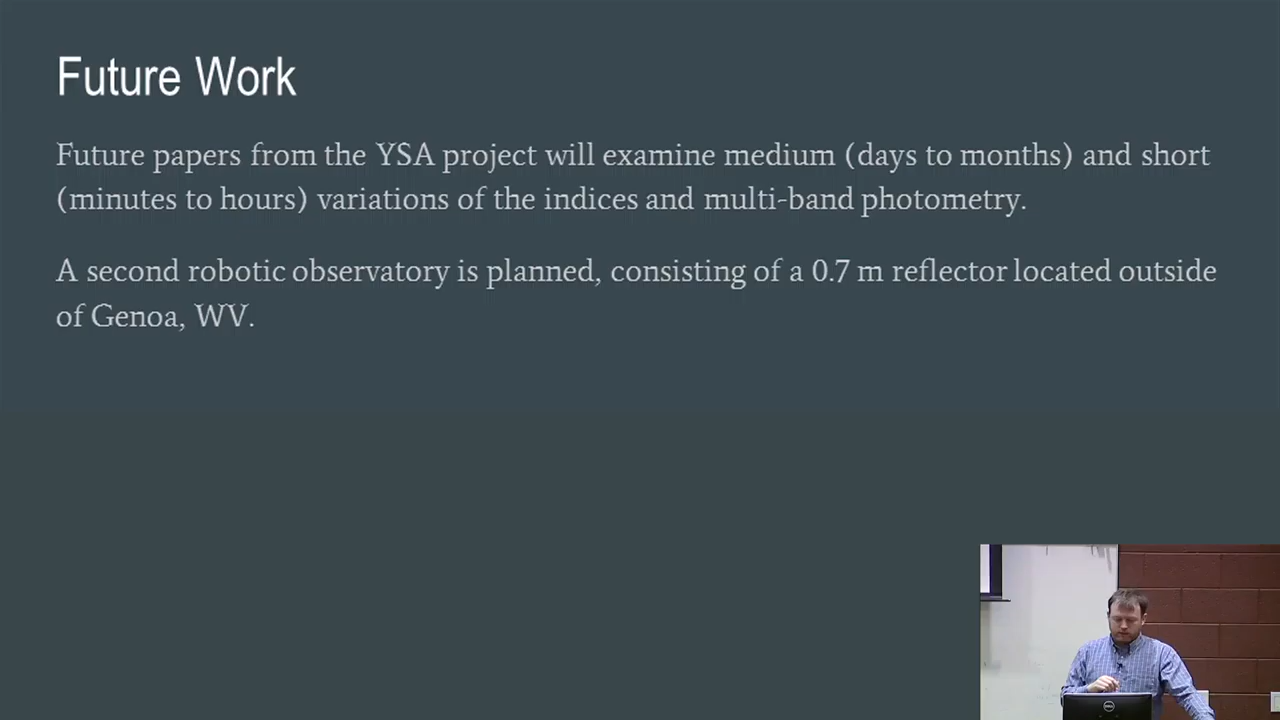 Future Work
Future papers from the YSA project will examine medium (days to months) and short
(minutes to hours) variations of the indices and multi-band photometry.
A second robotic observatory is planned, consisting of a 0.7 m reflector located outside
of Genoa, WV.
DELL